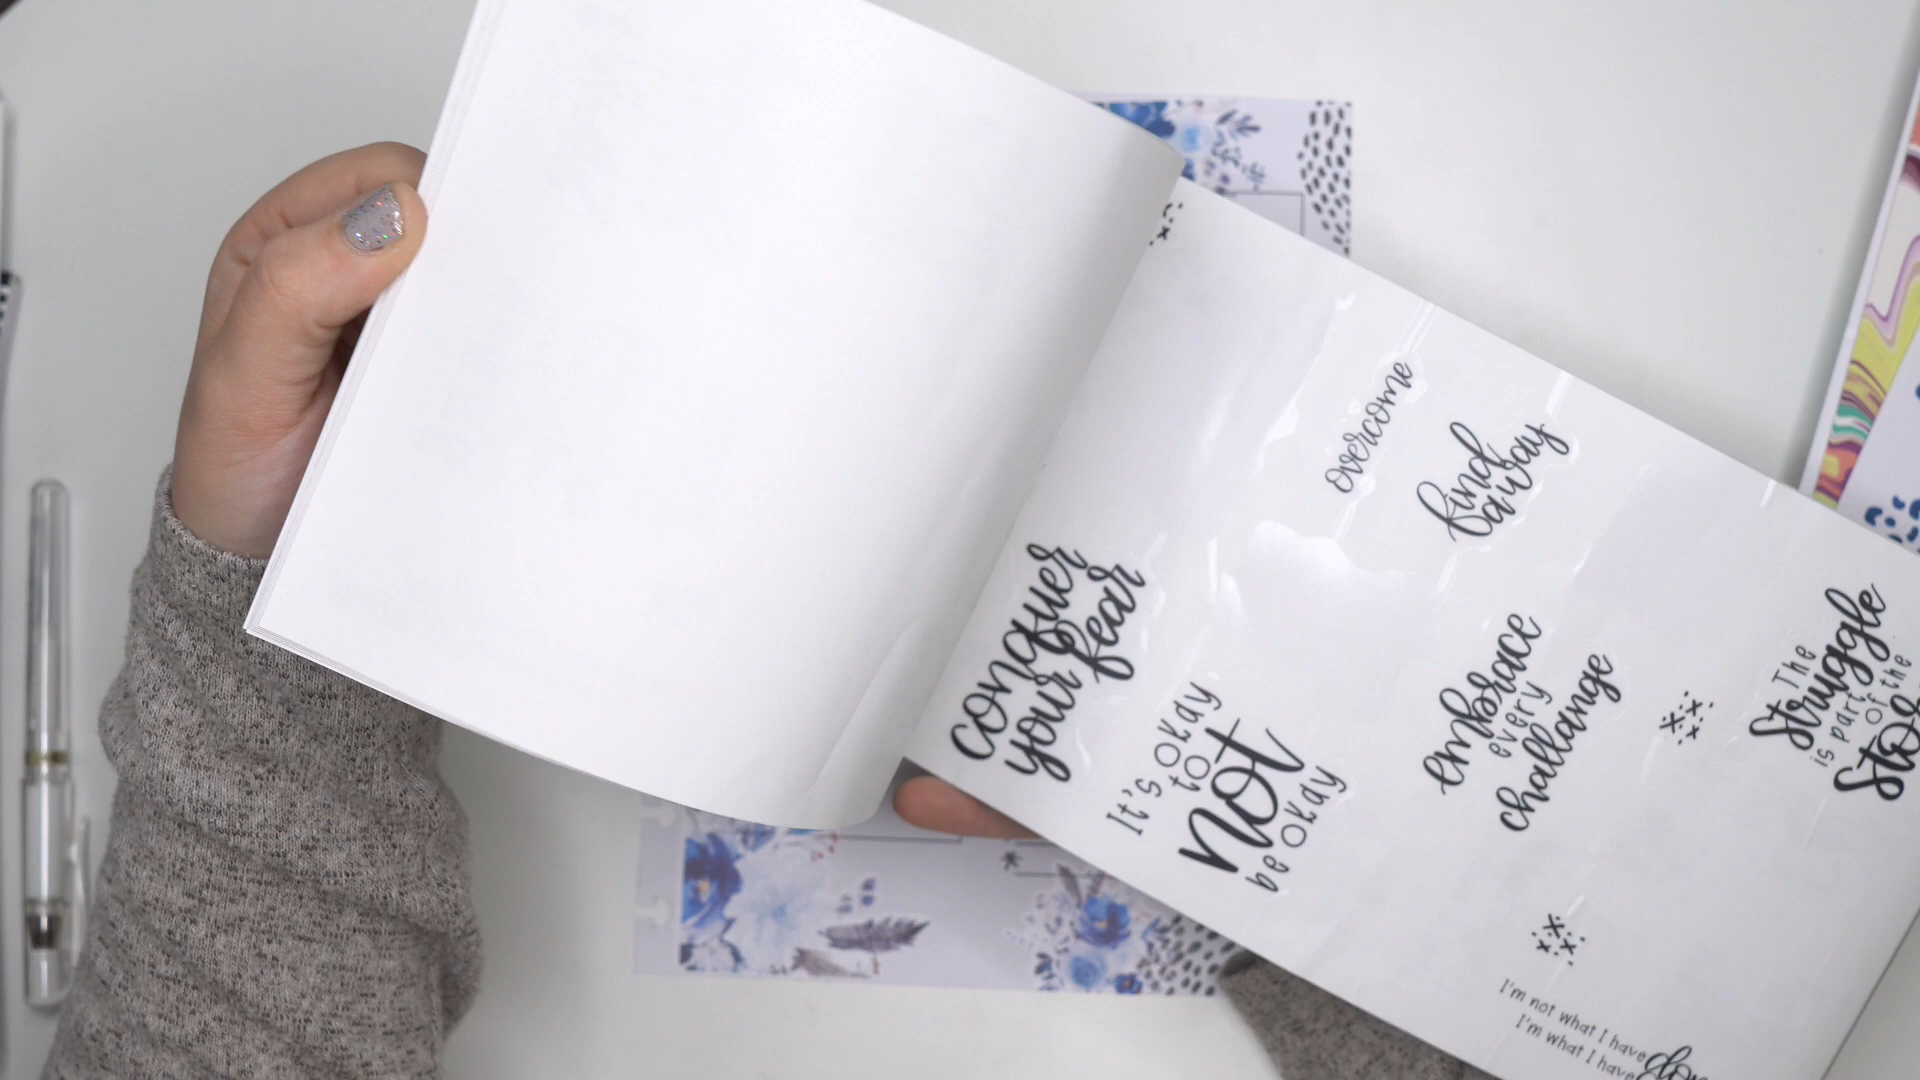 overcome
find
away
conquer
your fear
It's okay
to
not
be okay
embrace
every
challange
The
Struggle
is part
of the
I'm not what I have
I'm what I have